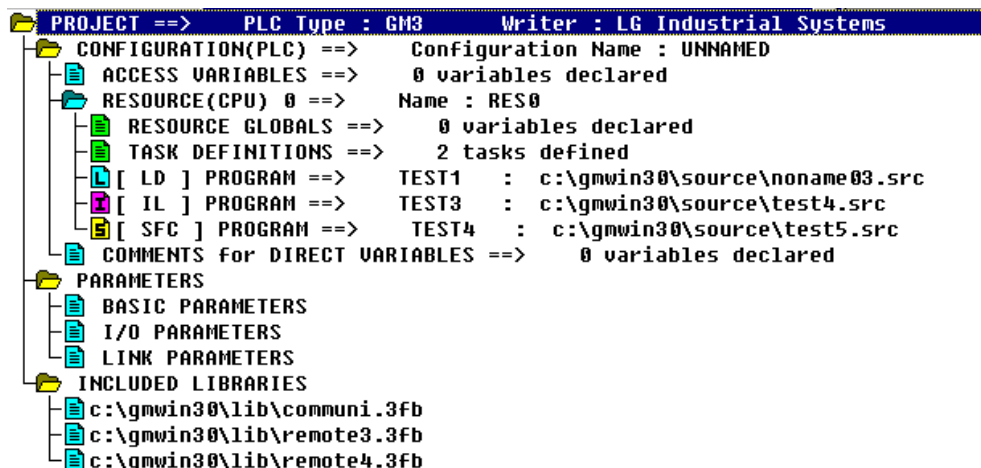 PROJECT ==> PLC Type : GM3 Writer : LG Industrial Systems
CONFIGURATION(PLC) ==> Configuration Name : UNNAMED
ACCESS VARIABLES ==> 0 variables declared
RESOURCE(CPU) 0 ==> Name : RES0
RESOURCE GLOBALS ==> 0 variables declared
TASK DEFINITIONS ==> 2 tasks defined
L [ LD ] PROGRAM ==> TEST1 : c:\gmwin30\source\noname03.src
I [ IL ] PROGRAM ==> TEST3 : c:\gmwin30\source\test4.src
S [ SFC ] PROGRAM ==> TEST4 : c:\gmwin30\source\test5.src
COMMENTS for DIRECT VARIABLES ==> 0 variables declared
PARAMETERS
BASIC PARAMETERS
I/O PARAMETERS
LINK PARAMETERS
INCLUDED LIBRARIES
c:\gmwin30\lib\communi.3fb
c:\gmwin30\lib\remote3.3fb
c:\gmwin30\lib\remote4.3fb